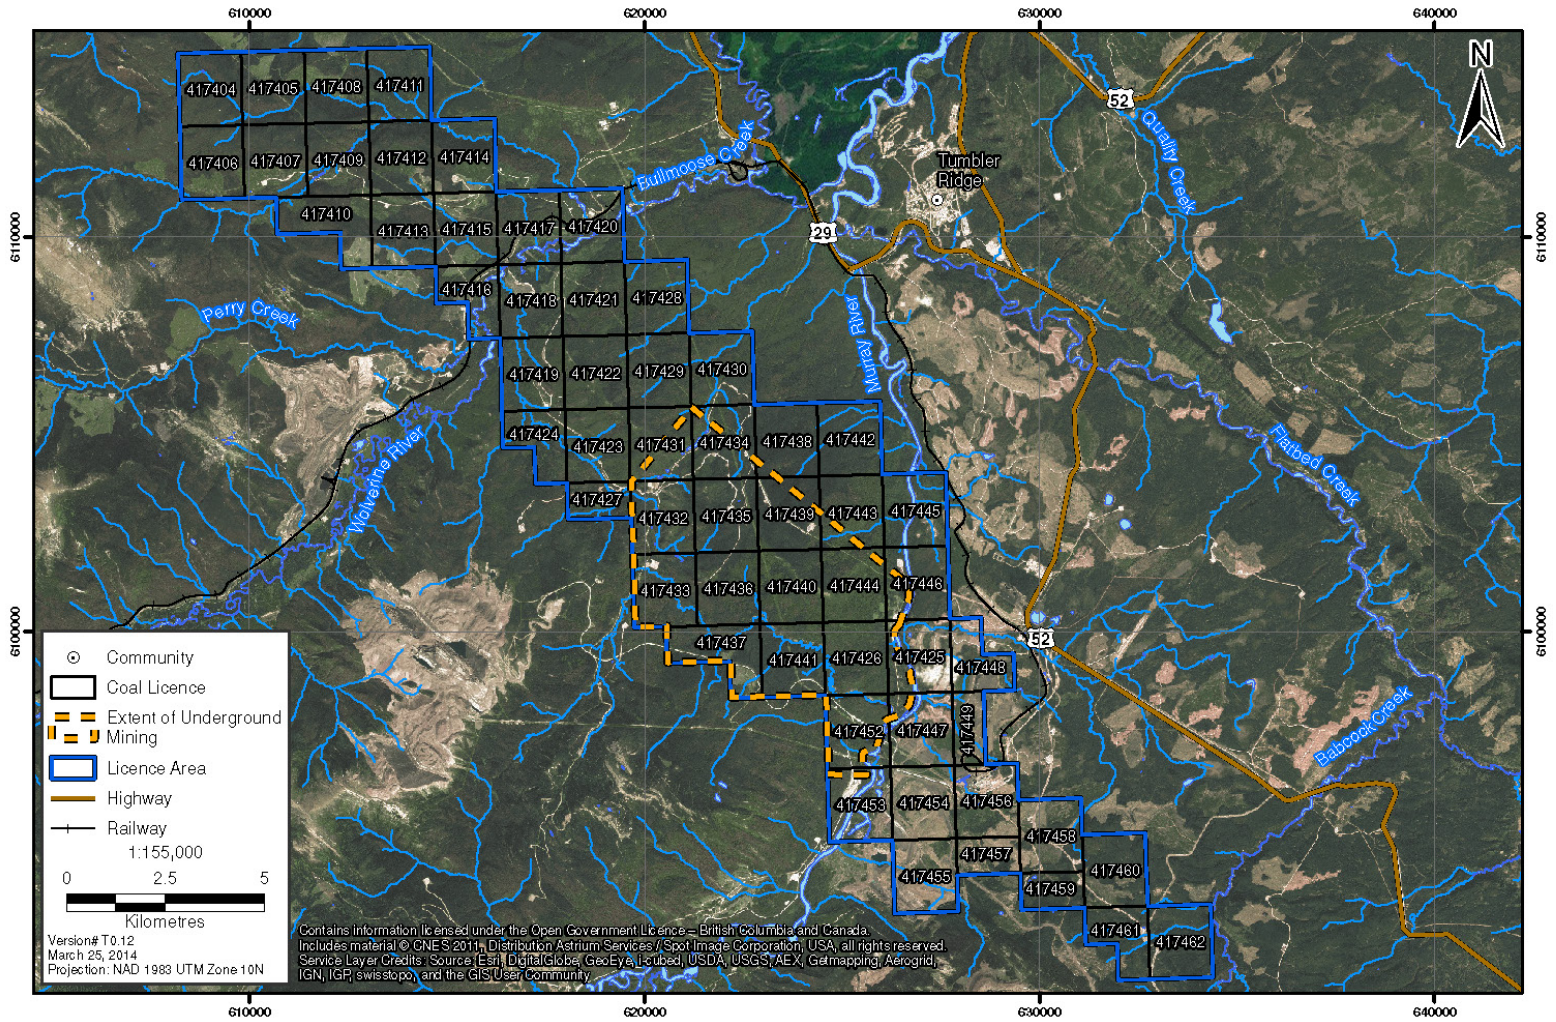 610000 620000 630000 640000
N
52
417404 417405 417408 417411
Quality Creek
Bullmoose Creek
417406 417407 417409 417412 417414
Tumbler
Ridge
417410
417413 417415 417417 417420
29
6110000 6110000
417416 417418 417421 417428
Perry Creek
Murray River
417419 417422 417429 417430
417424 417423 417431 417434 417438 417442
Flatbed Creek
Wolverine River
417427 417432 417435 417439 417443 417445
417433 417436 417440 417444 417446
6100000 6100000
52
417437 417441 417426 417425 417448
417452 417447 417449
Babcock Creek
417453 417454 417456
417458
417457
417455 417459 417460
417461 417462
Community
Coal Licence
Extent of Underground
Mining
Licence Area
Highway
Railway
1:155,000
0 2.5 5
Kilometres
Version# T0.12
March 25, 2014
Projection: NAD 1983 UTM Zone 10N
Contains information licensed under the Open Government Licence – British Columbia and Canada.
Includes material © CNES 2011, Distribution Astrium Services / Spot Image Corporation, USA, all rights reserved.
Service Layer Credits: Source: Esri, DigitalGlobe, GeoEye, i-cubed, USDA, USGS, AEX, Getmapping, Aerogrid,
IGN, IGP, swisstopo, and the GIS User Community
610000 620000 630000 640000